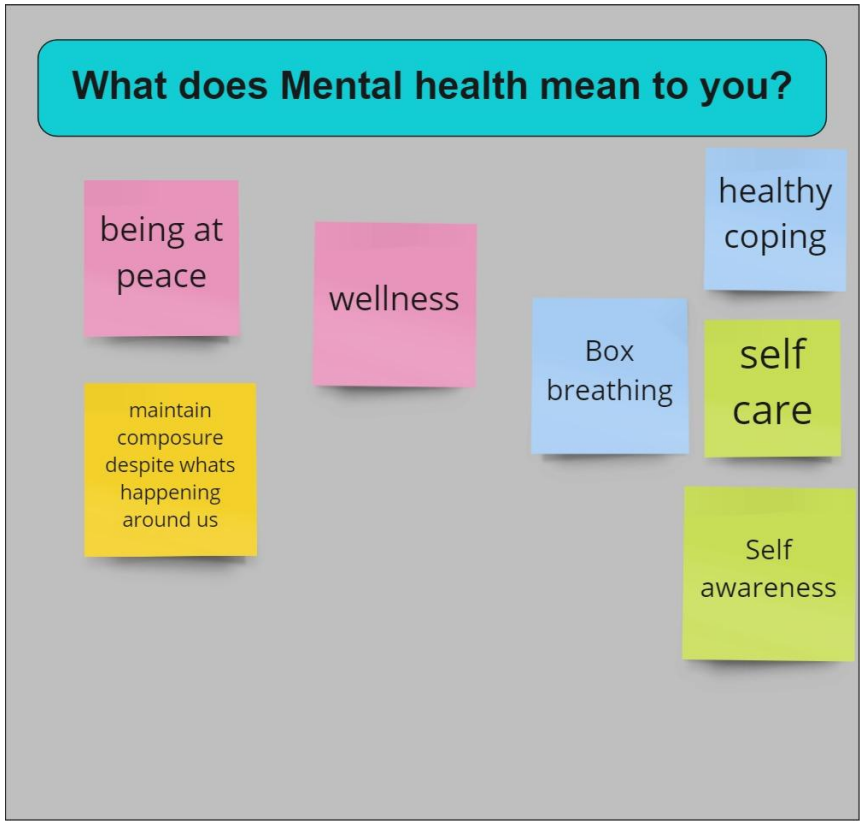 What does Mental health mean to you?
being at
peace
wellness
healthy
coping
Box
breathing
self
care
maintain
composure
despite whats
happening
around us
Self
awareness